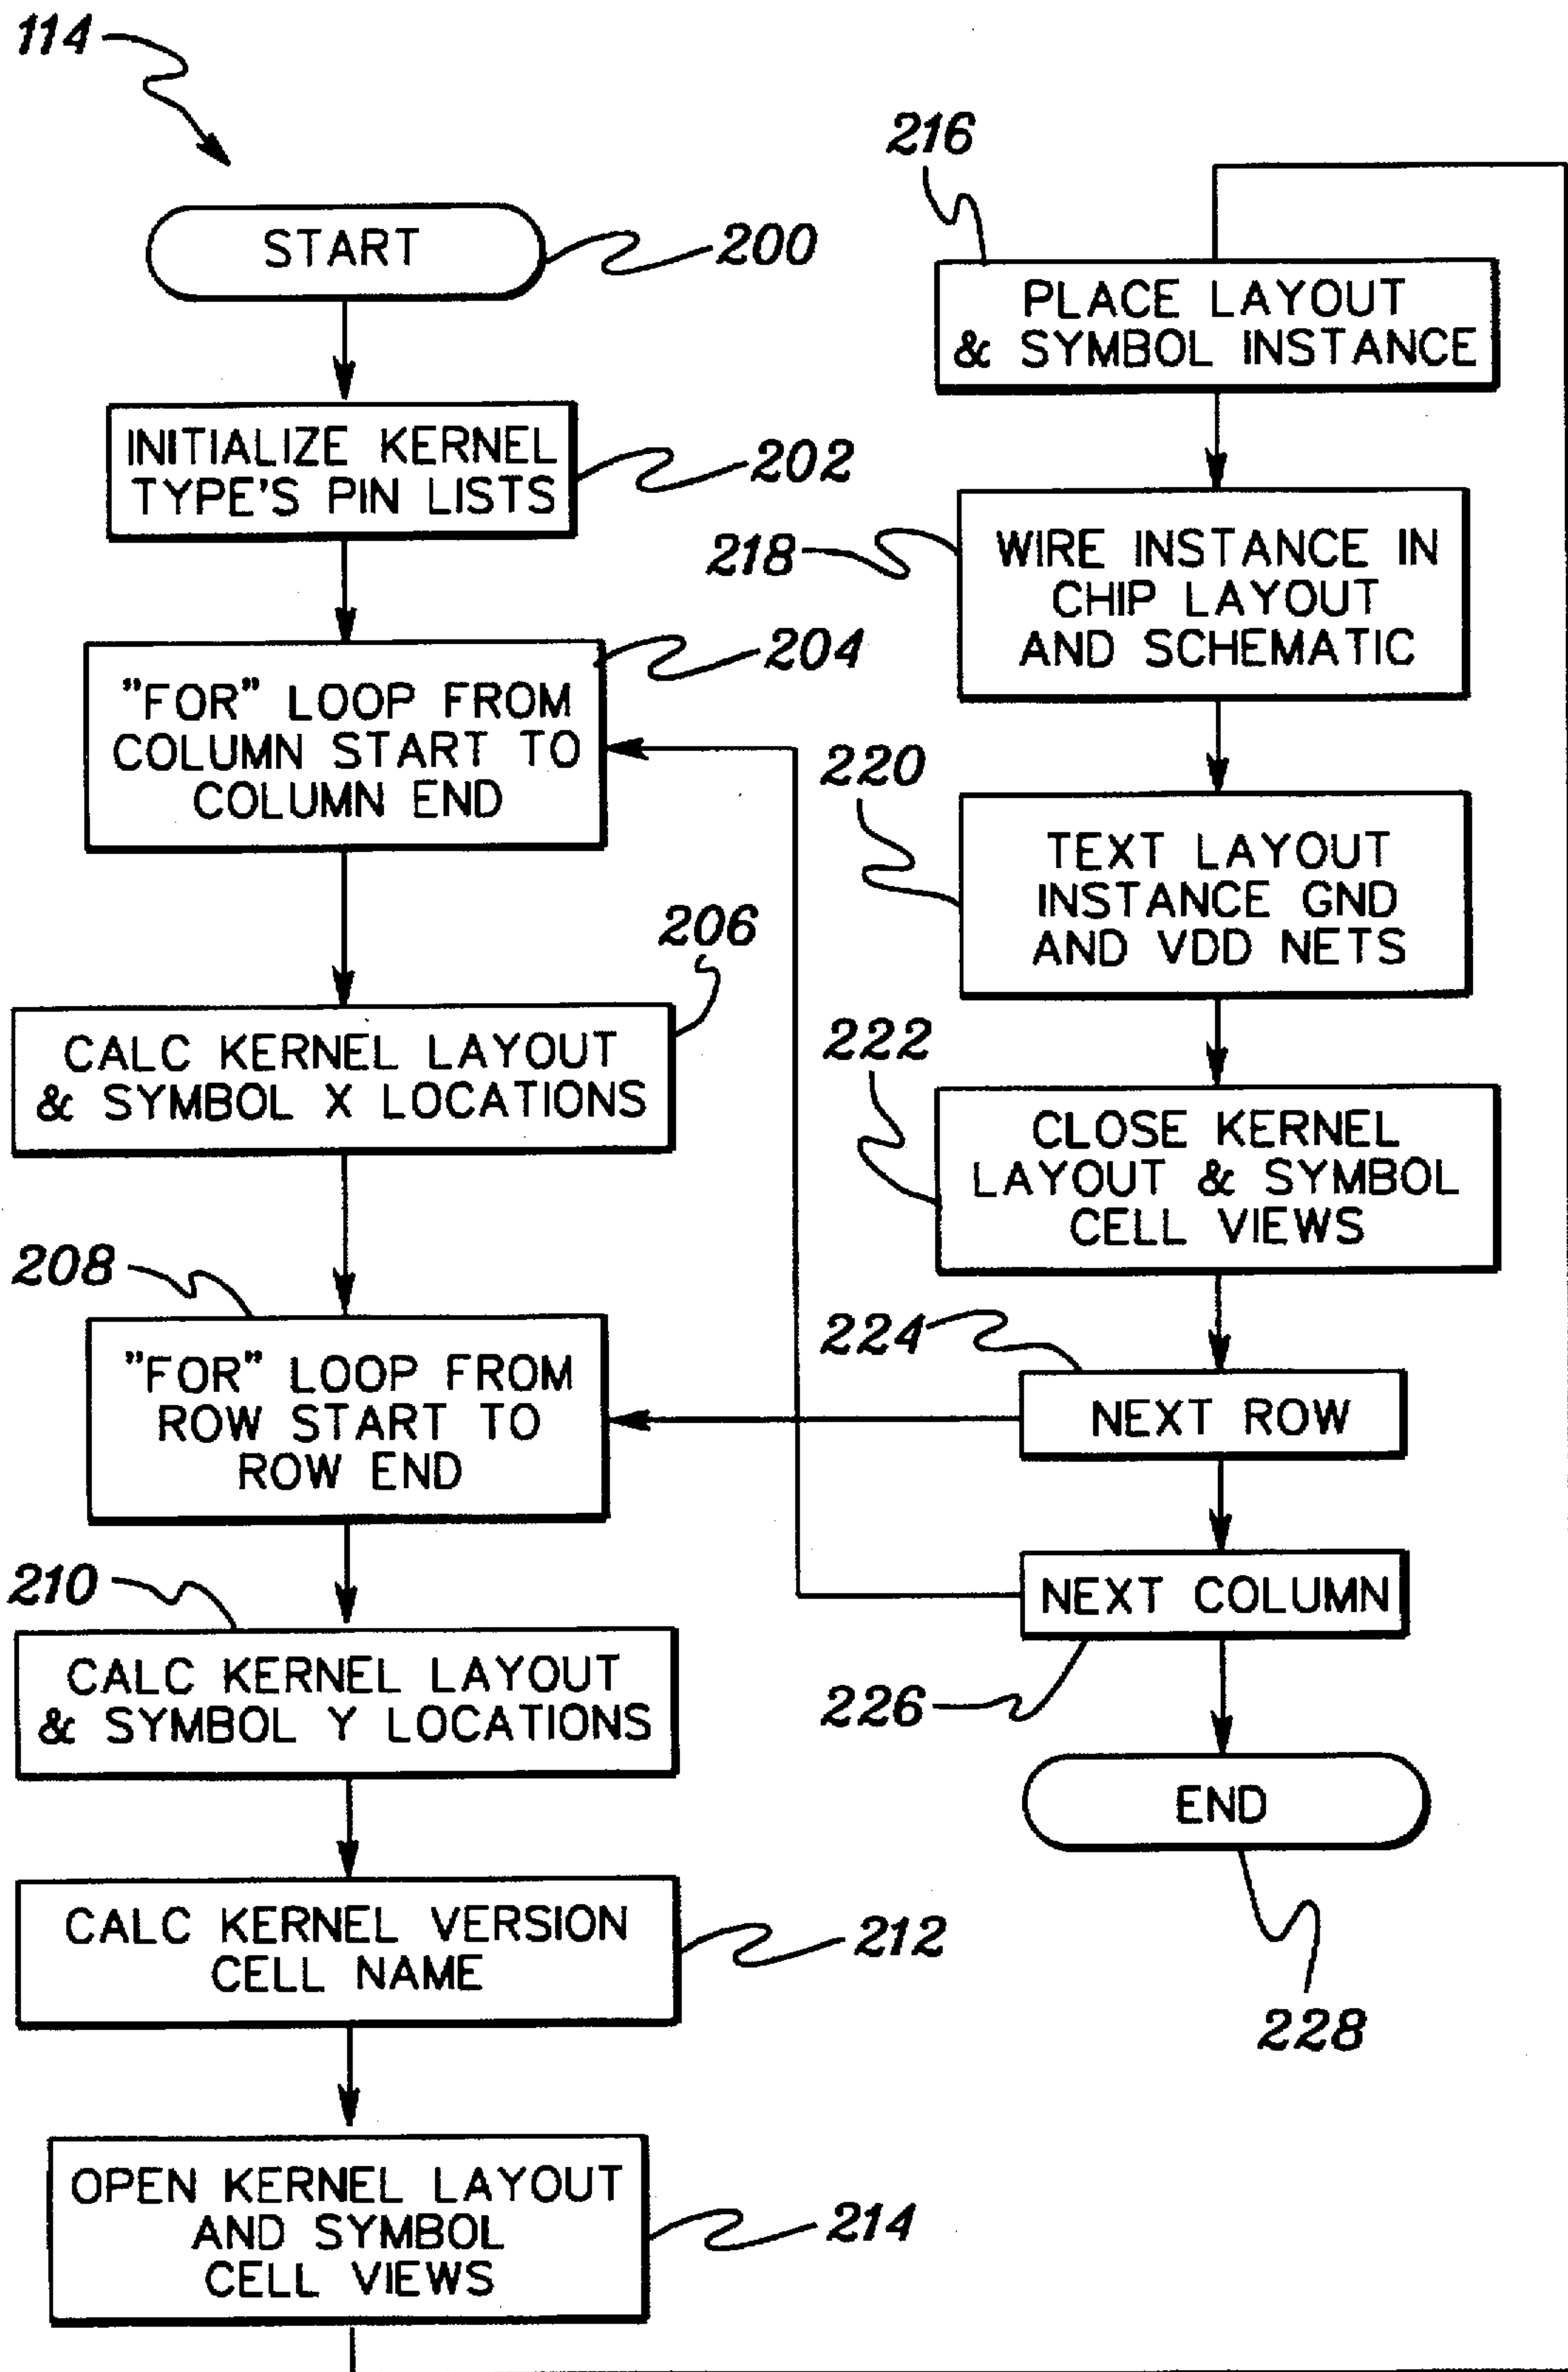 114
START
200
INITIALIZE KERNEL
TYPE'S PIN LISTS
202
"FOR" LOOP FROM
COLUMN START TO
COLUMN END
204
CALC KERNEL LAYOUT
& SYMBOL X LOCATIONS
206
208
"FOR" LOOP FROM
ROW START TO
ROW END
210
CALC KERNEL LAYOUT
& SYMBOL Y LOCATIONS
CALC KERNEL VERSION
CELL NAME
212
OPEN KERNEL LAYOUT
AND SYMBOL
CELL VIEWS
214
216
PLACE LAYOUT
& SYMBOL INSTANCE
218
WIRE INSTANCE IN
CHIP LAYOUT
AND SCHEMATIC
220
TEXT LAYOUT
INSTANCE GND
AND VDD NETS
222
CLOSE KERNEL
LAYOUT & SYMBOL
CELL VIEWS
224
NEXT ROW
NEXT COLUMN
226
END
228